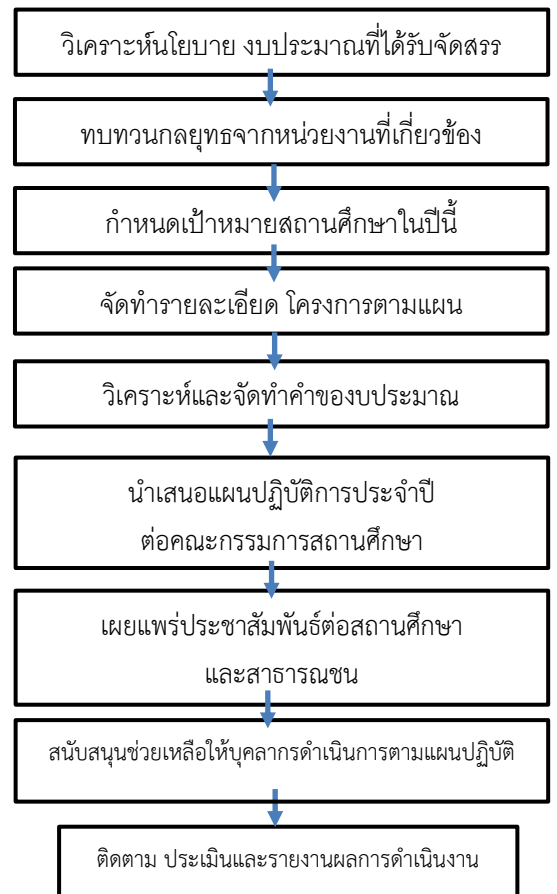 วิเคราะห์นโยบาย งบประมาณที่ได้รับจัดสรร
ทบทวนกลยุทธจากหน่วยงานที่เกี่ยวข้อง
กำหนดเป้าหมายสถานศึกษาในปีนี้
จัดทำรายละเอียด โครงการตามแผน
วิเคราะห์และจัดทำคำของบประมาณ
นำเสนอแผนปฏิบัติการประจำปี
ต่อคณะกรรมการสถานศึกษา
เผยแพร่ประชาสัมพันธ์ต่อสถานศึกษา
และสาธารณชน
สนับสนุนช่วยเหลือให้บุคลากรดำเนินการตามแผนปฏิบัติ
ติดตาม ประเมินและรายงานผลการดำเนินงาน